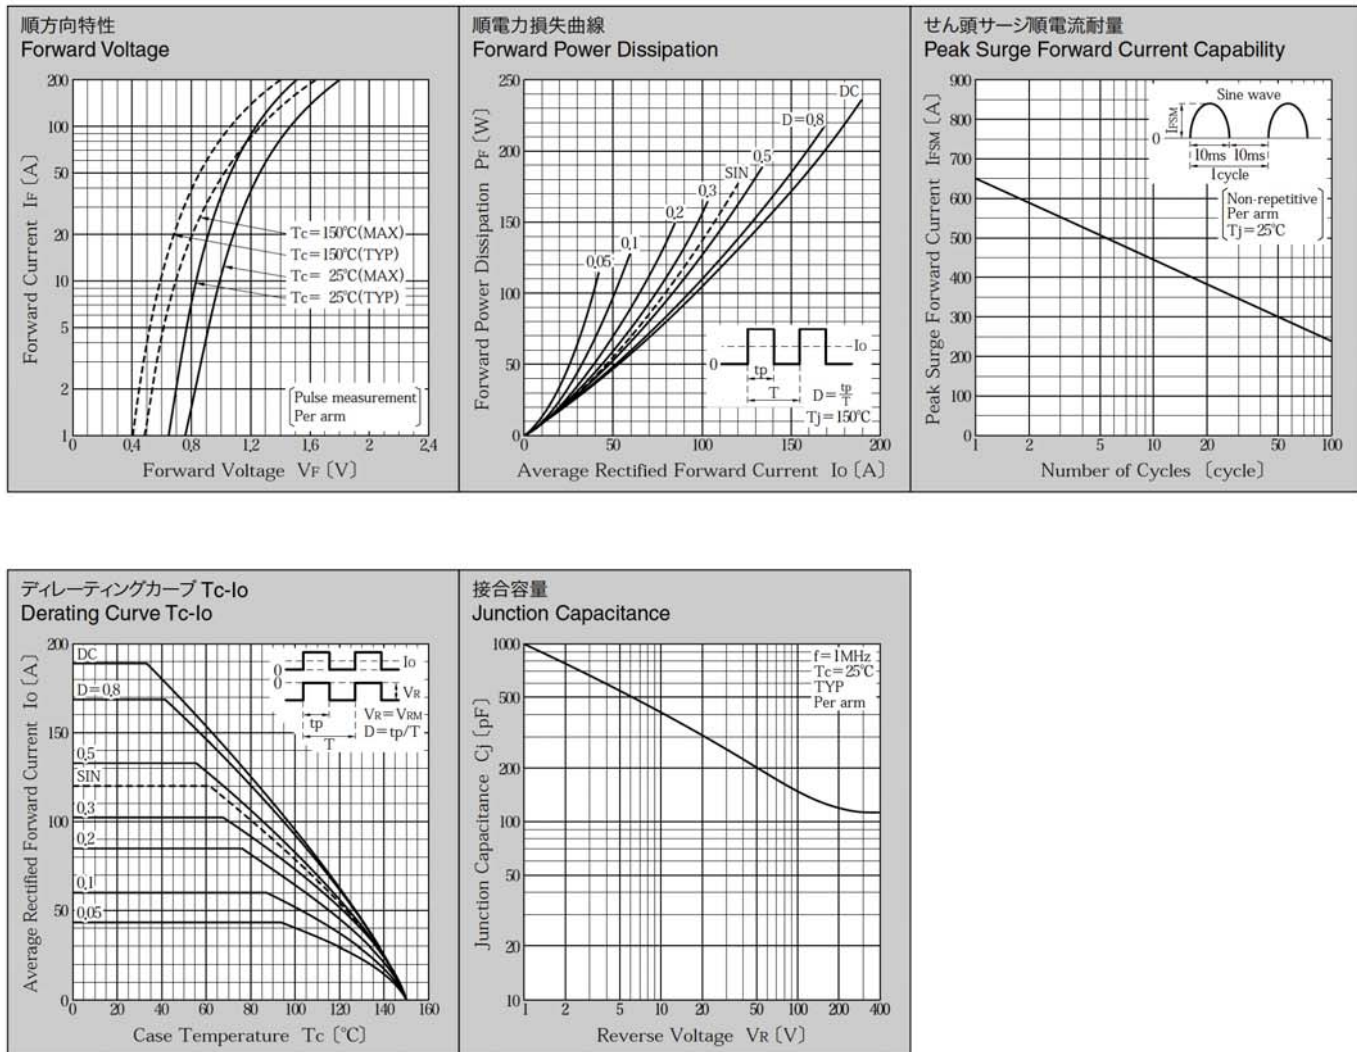 順方向特性
Forward Voltage
200
100
50
20
10
5
2
1
Forward Current IF〔A〕
Tc=150℃(MAX)
Tc=150℃(TYP)
Tc= 25℃(MAX)
Tc= 25℃(TYP)
Pulse measurement
Per arm
0 0,4 0,8 1,2 1,6 2 2,4
Forward Voltage VF〔V〕
順電力損失曲線
Forward Power Dissipation
250
200
150
100
50
0
Forward Power Dissipation PF〔W〕
DC
D=0,8
0,5
SIN
0,3
0,2
0,1
0,05
0
Io
tp
T
D=tp/T
Tj=150℃
0 50 100 150 200
Average Rectified Forward Current Io〔A〕
せん頭サージ順電流耐量
Peak Surge Forward Current Capability
900
800
700
600
500
400
300
200
100
0
Peak Surge Forward Current IFSM〔A〕
Sine wave
IFSM
0
10ms 10ms
1cycle
Non-repetitive
Per arm
Tj=25℃
1 2 5 10 20 50 100
Number of Cycles〔cycle〕
ディレーティングカーブ Tc-Io
Derating Curve Tc-Io
200
150
100
50
0
Average Rectified Forward Current Io〔A〕
DC
D=0,8
0,5
SIN
0,3
0,2
0,1
0,05
0
Io
0
VR
tp
T
VR=VRM
D=tp/T
0 20 40 60 80 100 120 140 160
Case Temperature Tc〔℃〕
接合容量
Junction Capacitance
1000
500
200
100
50
20
10
Junction Capacitance Cj〔pF〕
f=1MHz
Tc=25℃
TYP
Per arm
1 2 5 10 20 50 100 200 400
Reverse Voltage VR〔V〕